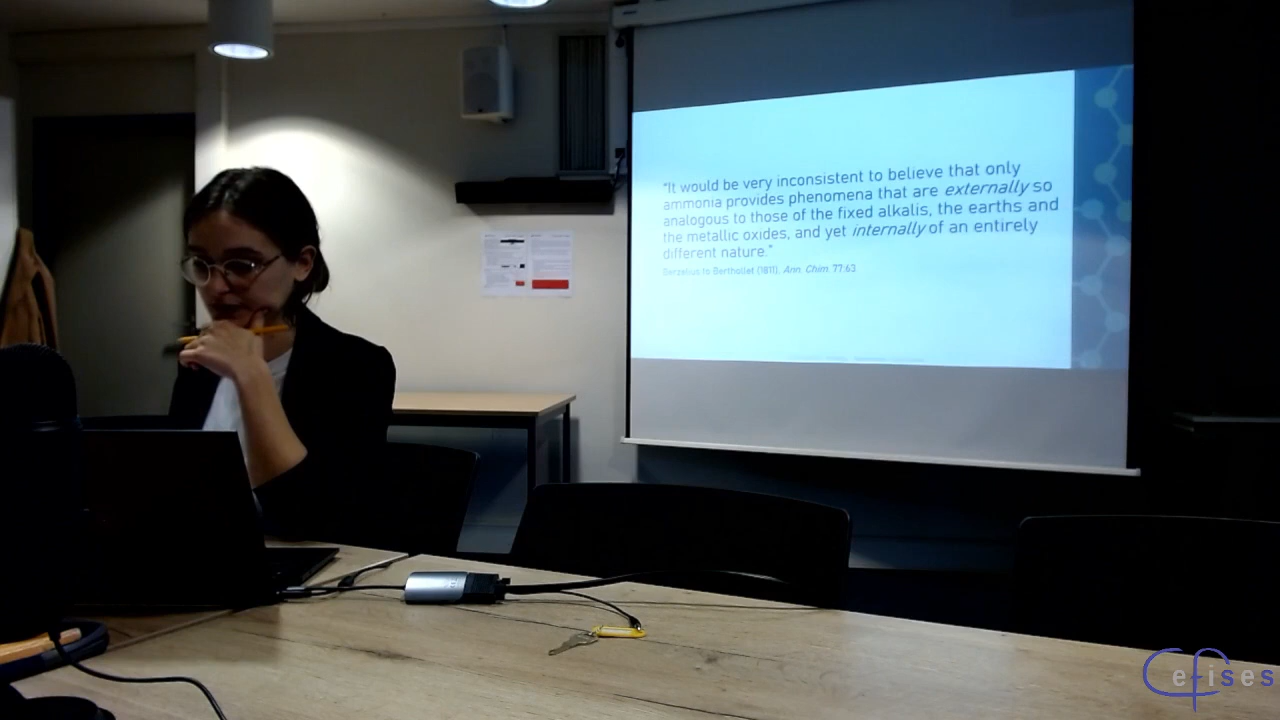 "It would be very inconsistent to believe that only
ammonia provides phenomena that are externally so
analogous to those of the fixed alkalis, the earths and
the metallic oxides, and yet internally of an entirely
different nature."
Berzelius to Berthollet (1811). Ann. Chim 77:63
Cefises